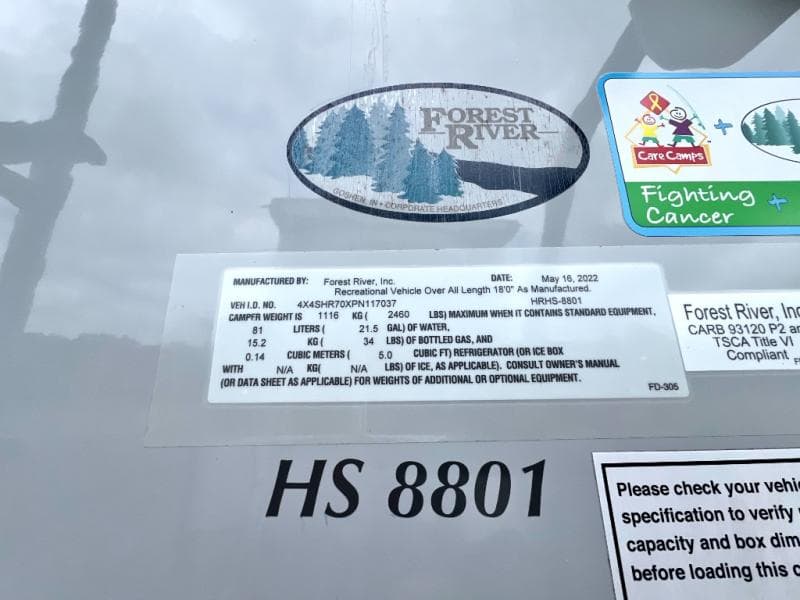 FOREST
RIVER
GOSHEN, IN • CORPORATE HEADQUARTERS
Care Camps
Fighting
Cancer
MANUFACTURED BY: Forest River, Inc. DATE: May 16, 2022
Recreational Vehicle Over All Length 18'0" As Manufactured.
VEH I.D. NO. 4X4SHR70XPN117037 HRHS-8801
CAMPER WEIGHT IS 1116 KG ( 2460 LBS) MAXIMUM WHEN IT CONTAINS STANDARD EQUIPMENT,
81 LITERS ( 21.5 GAL) OF WATER,
15.2 KG ( 34 LBS) OF BOTTLED GAS, AND
0.14 CUBIC METERS ( 5.0 CUBIC FT) REFRIGERATOR (OR ICE BOX
WITH N/A KG( N/A LBS) OF ICE, AS APPLICABLE). CONSULT OWNER'S MANUAL
(OR DATA SHEET AS APPLICABLE) FOR WEIGHTS OF ADDITIONAL OR OPTIONAL EQUIPMENT.
FD-305
Forest River, Inc
CARB 93120 P2 an
TSCA Title VI
Compliant
HS 8801
Please check your vehi
specification to verify
capacity and box dim
before loading this c